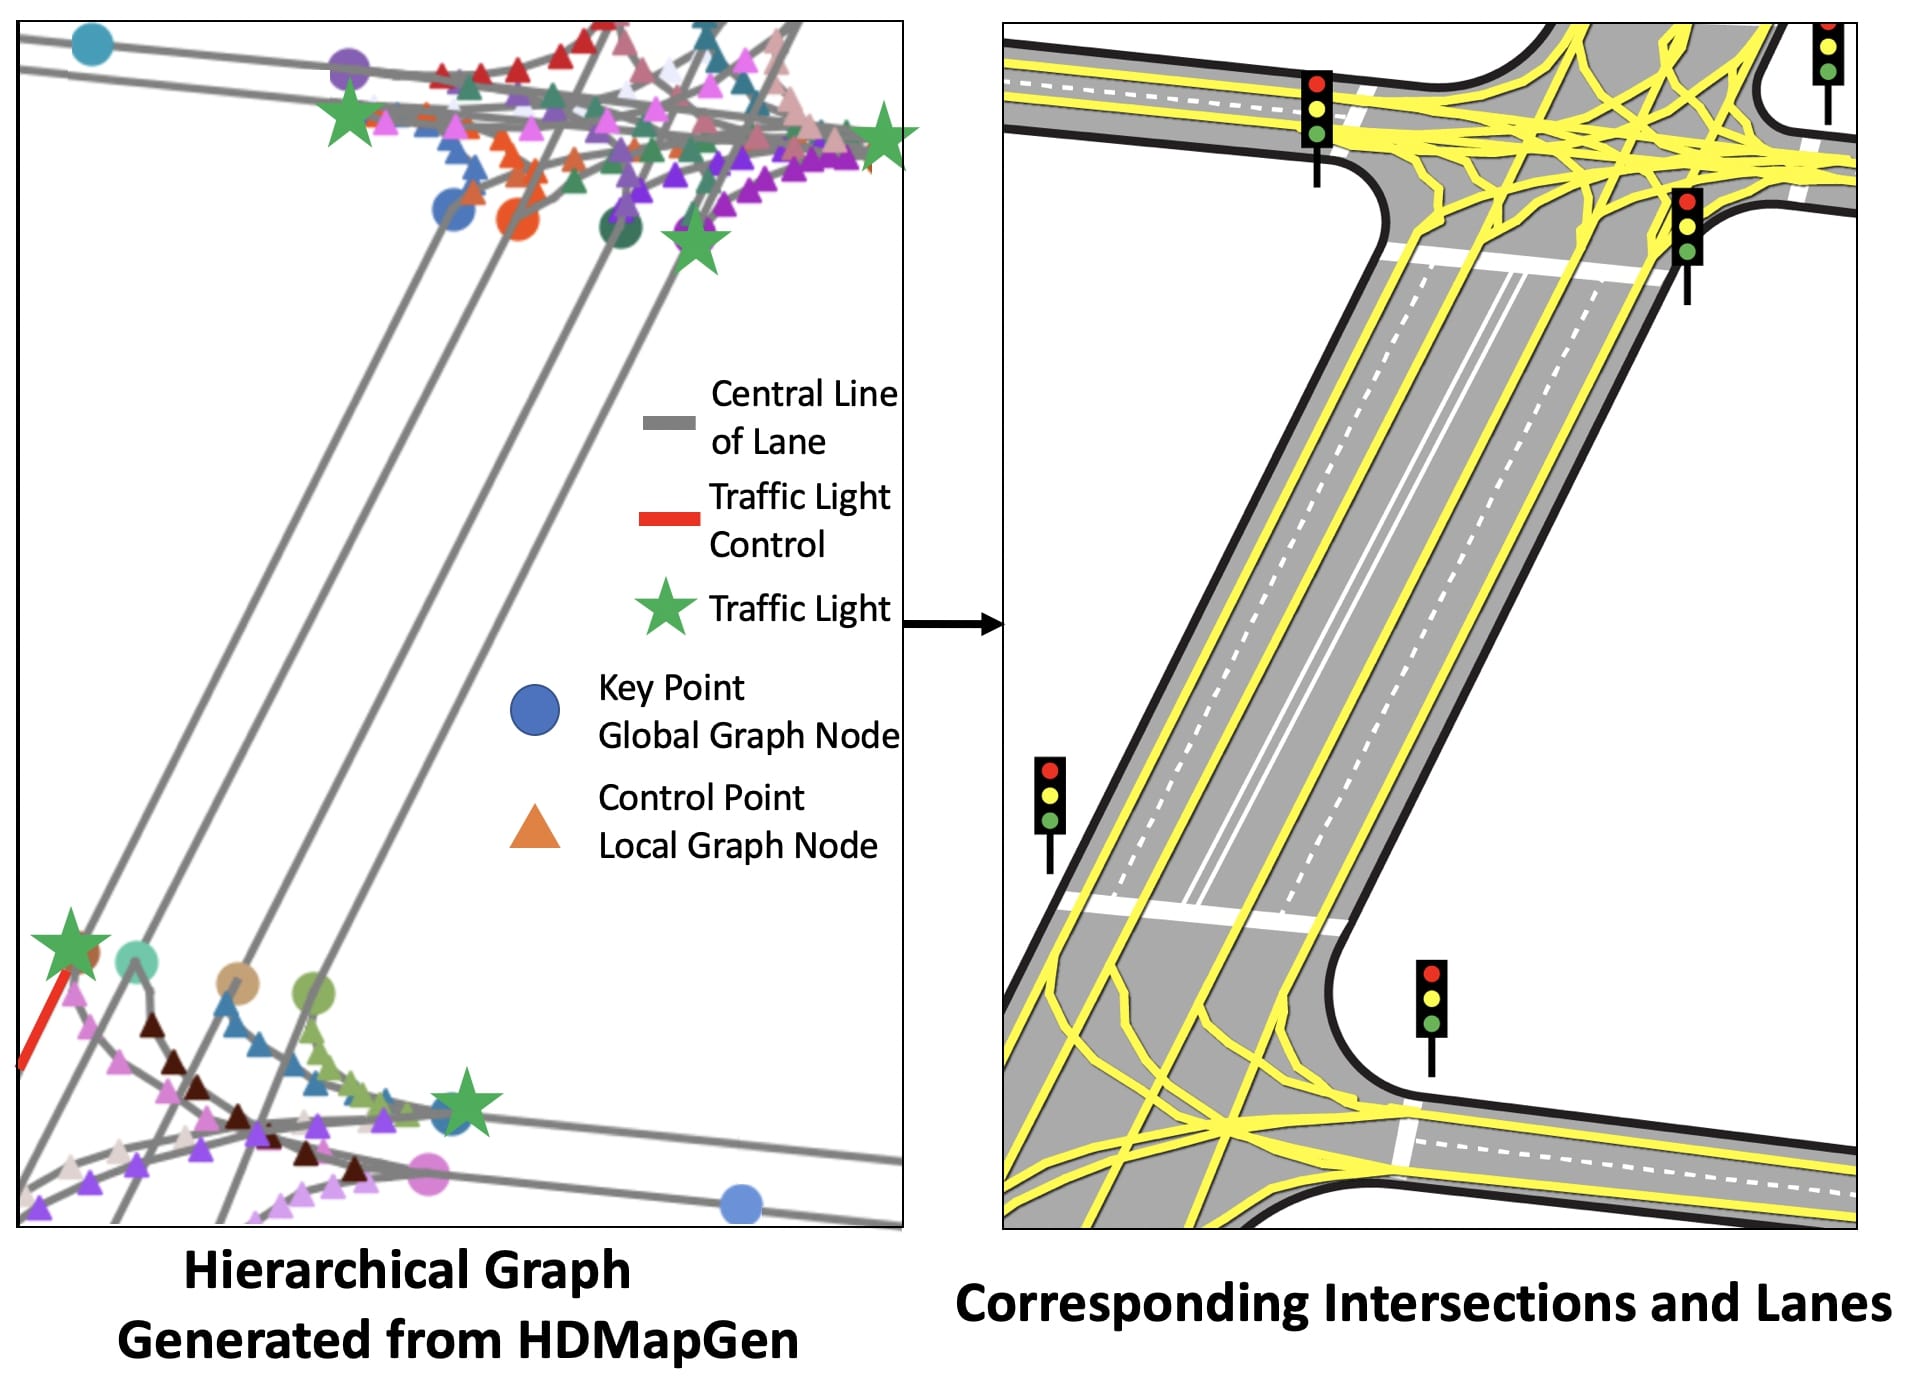 Central Line
of Lane
Traffic Light
Control
Traffic Light
Key Point
Global Graph Node
Control Point
Local Graph Node
Hierarchical Graph
Generated from HDMapGen
Corresponding Intersections and Lanes